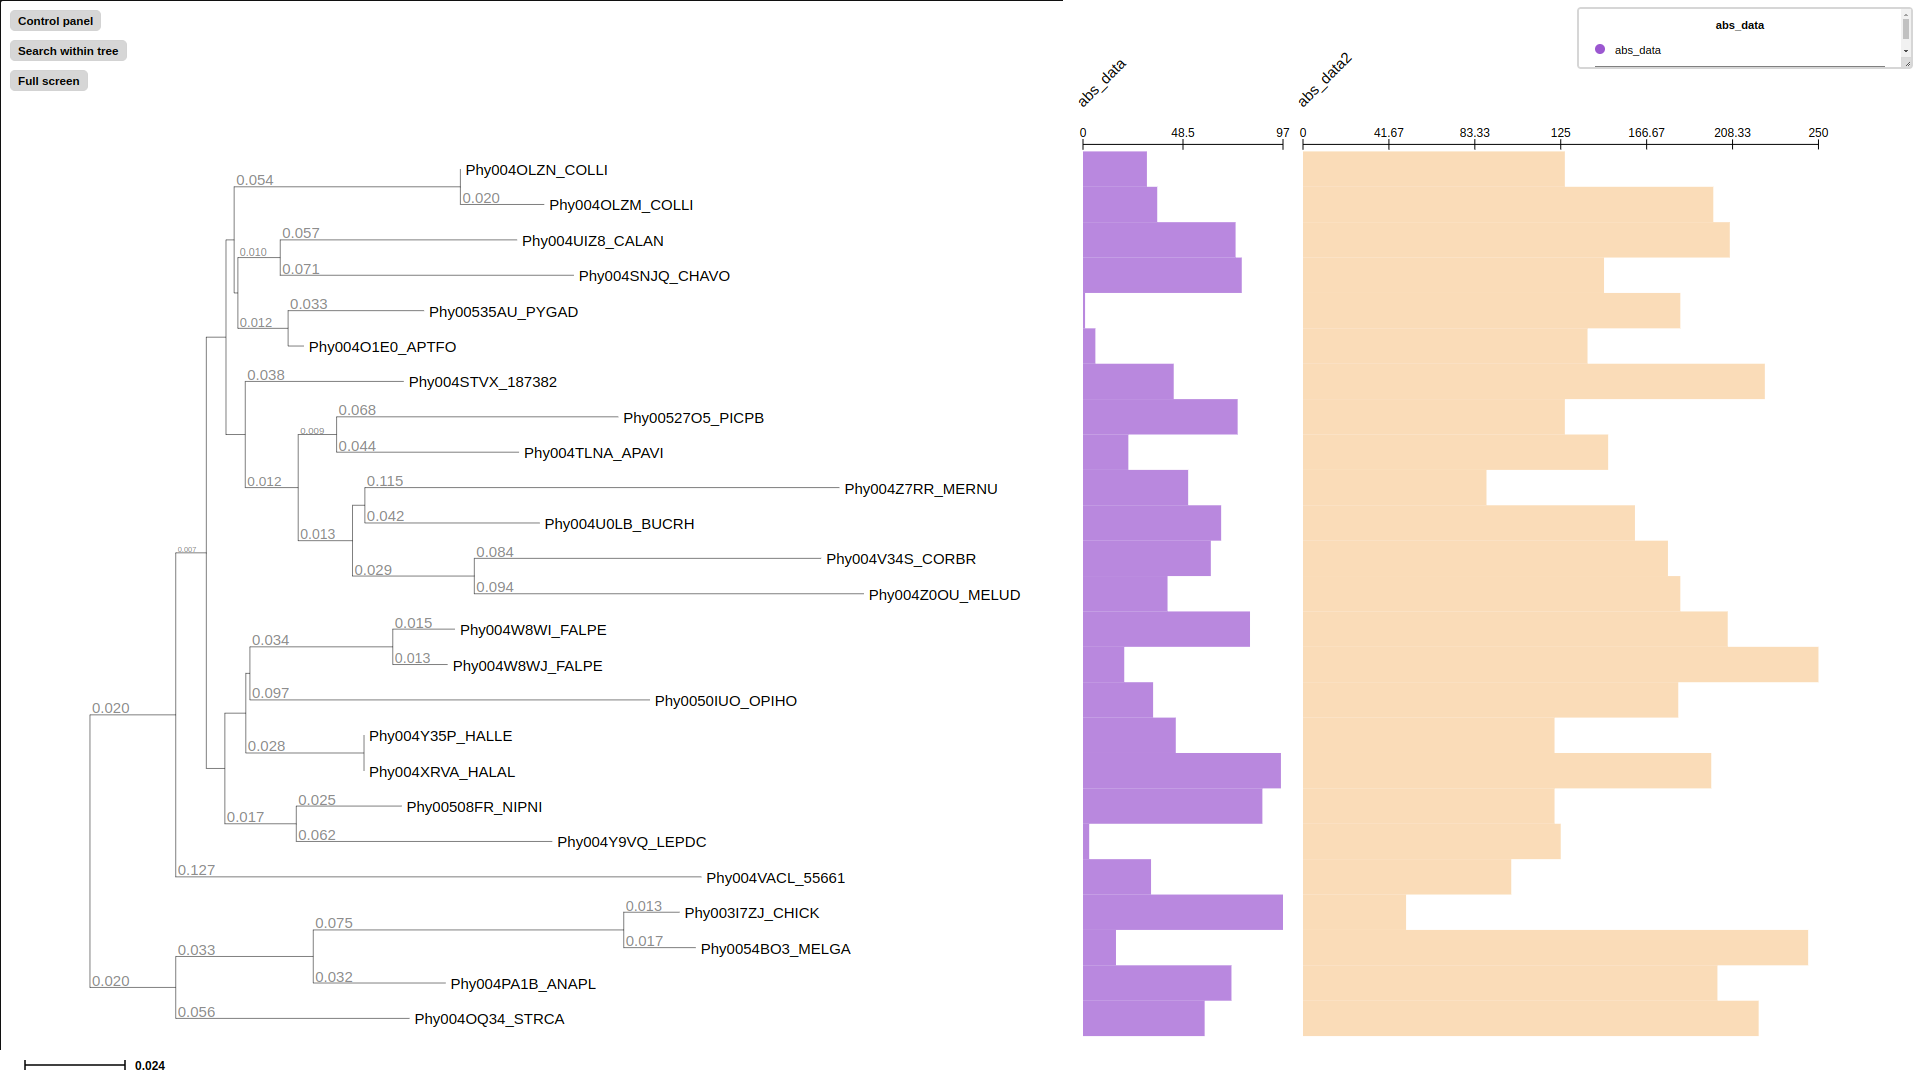 Control panel
Search within tree
Full screen
abs_data
abs_data
abs_data
abs_data2
0 48.5 97 0 41.67 83.33 125 166.67 208.33 250
Phy004OLZN_COLLI
0.054
0.020 Phy004OLZM_COLLI
0.057 Phy004UIZ8_CALAN
0.010
0.071 Phy004SNJQ_CHAVO
0.033 Phy00535AU_PYGAD
0.012
Phy004O1E0_APTFO
0.038 Phy004STVX_187382
0.068 Phy00527O5_PICPB
0.009
0.044 Phy004TLNA_APAVI
0.012
0.115 Phy004Z7RR_MERNU
0.042 Phy004U0LB_BUCRH
0.013
0.007
0.084 Phy004V34S_CORBR
0.029
0.094 Phy004Z0OU_MELUD
0.015 Phy004W8WI_FALPE
0.034
0.013 Phy004W8WJ_FALPE
0.097 Phy0050IUO_OPIHO
0.020
Phy004Y35P_HALLE
0.028
Phy004XRVA_HALAL
0.025 Phy00508FR_NIPNI
0.017
0.062 Phy004Y9VQ_LEPDC
0.127 Phy004VACL_55661
0.013 Phy003I7ZJ_CHICK
0.075
0.017 Phy0054BO3_MELGA
0.033
0.032 Phy004PA1B_ANAPL
0.020
0.056 Phy004OQ34_STRCA
0.024